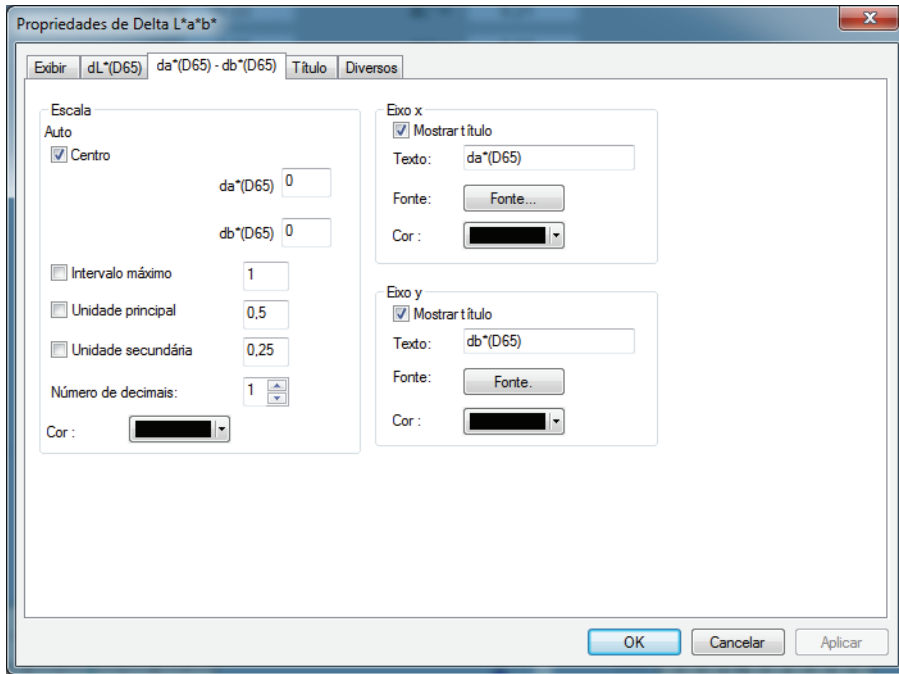 Propriedades de Delta L*a*b*
Exibir dL*(D65) da*(D65) - db*(D65) Título Diversos
Escala
Auto
Centro
da*(D65) 0
db*(D65) 0
Intervalo máximo 1
Unidade principal 0,5
Unidade secundária 0,25
Número de decimais: 1
Cor :
Eixo x
Mostrar título
Texto: da*(D65)
Fonte: Fonte...
Cor :
Eixo y
Mostrar título
Texto: db*(D65)
Fonte: Fonte.
Cor :
OK Cancelar Aplicar